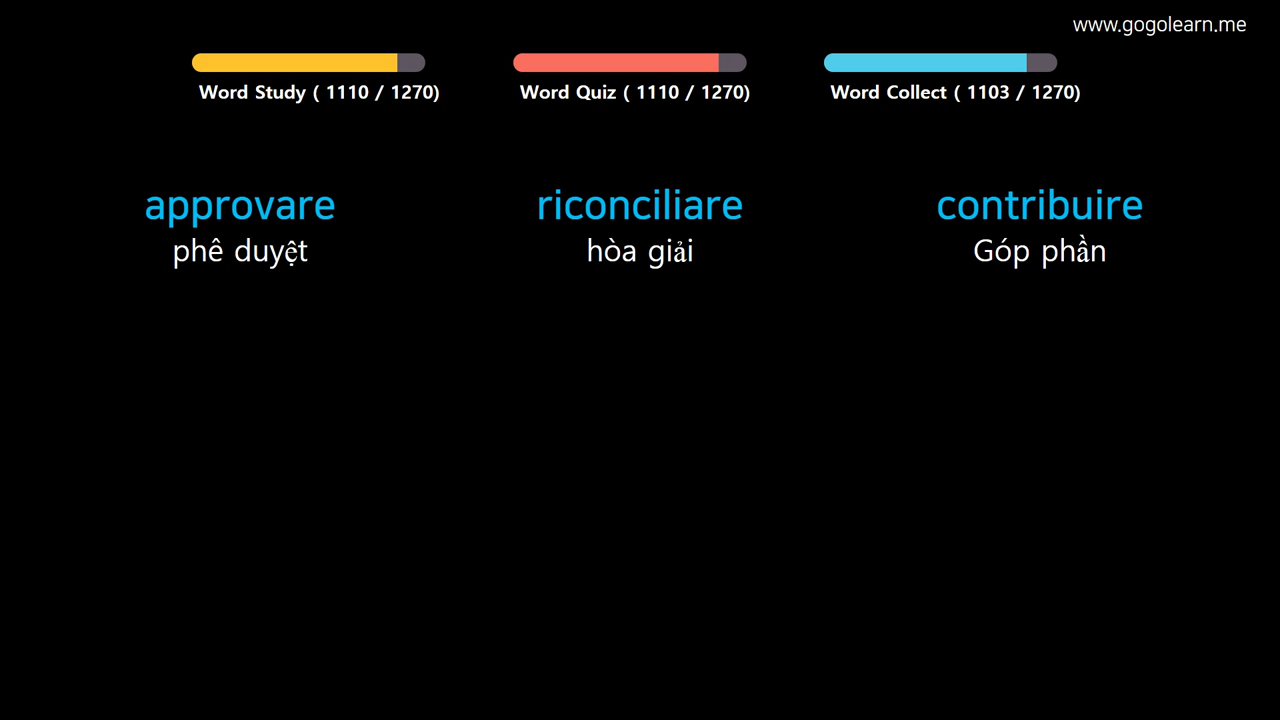 www.gogolearn.me
Word Study ( 1110 / 1270)
Word Quiz ( 1110 / 1270)
Word Collect ( 1103 / 1270)
approvare
phê duyệt
riconciliare
hòa giải
contribuire
Góp phần